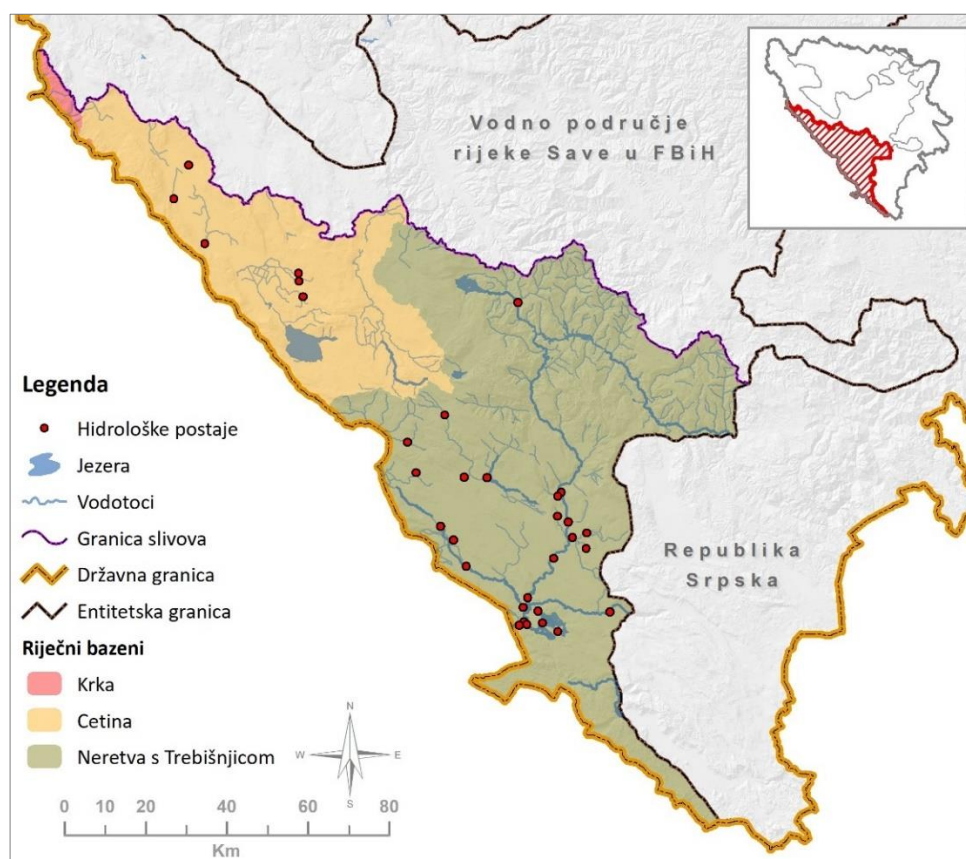 Vodno područje
rijeke Save u FBiH
Legenda
Hidrološke postaje
Jezera
Vodotoci
Granica slivova
Državna granica
Entitetska granica
Riječni bazeni
Krka
Cetina
Neretva s Trebišnjicom
Republika
Srpska
N
W E
S
0 20 40 60 80
Km